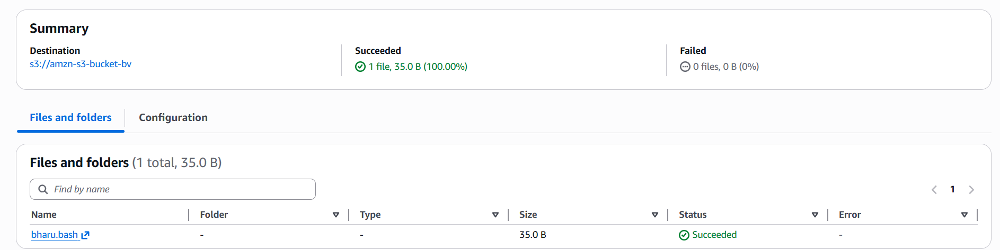 Summary
Destination
s3://amzn-s3-bucket-bv
Succeeded
1 file, 35.0 B (100.00%)
Failed
0 files, 0 B (0%)
Files and folders
Configuration
Files and folders (1 total, 35.0 B)
Find by name
1
Name Folder Type Size Status Error
bharu.bash - - 35.0 B Succeeded -